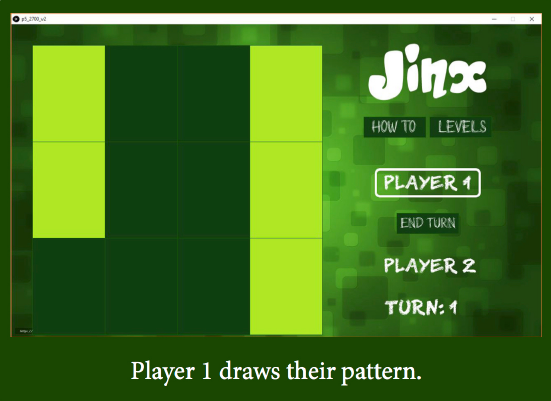 p5_2700_v2
Jinx
HOW TO
LEVELS
PLAYER 1
END TURN
PLAYER 2
TURN: 1
Player 1 draws their pattern.